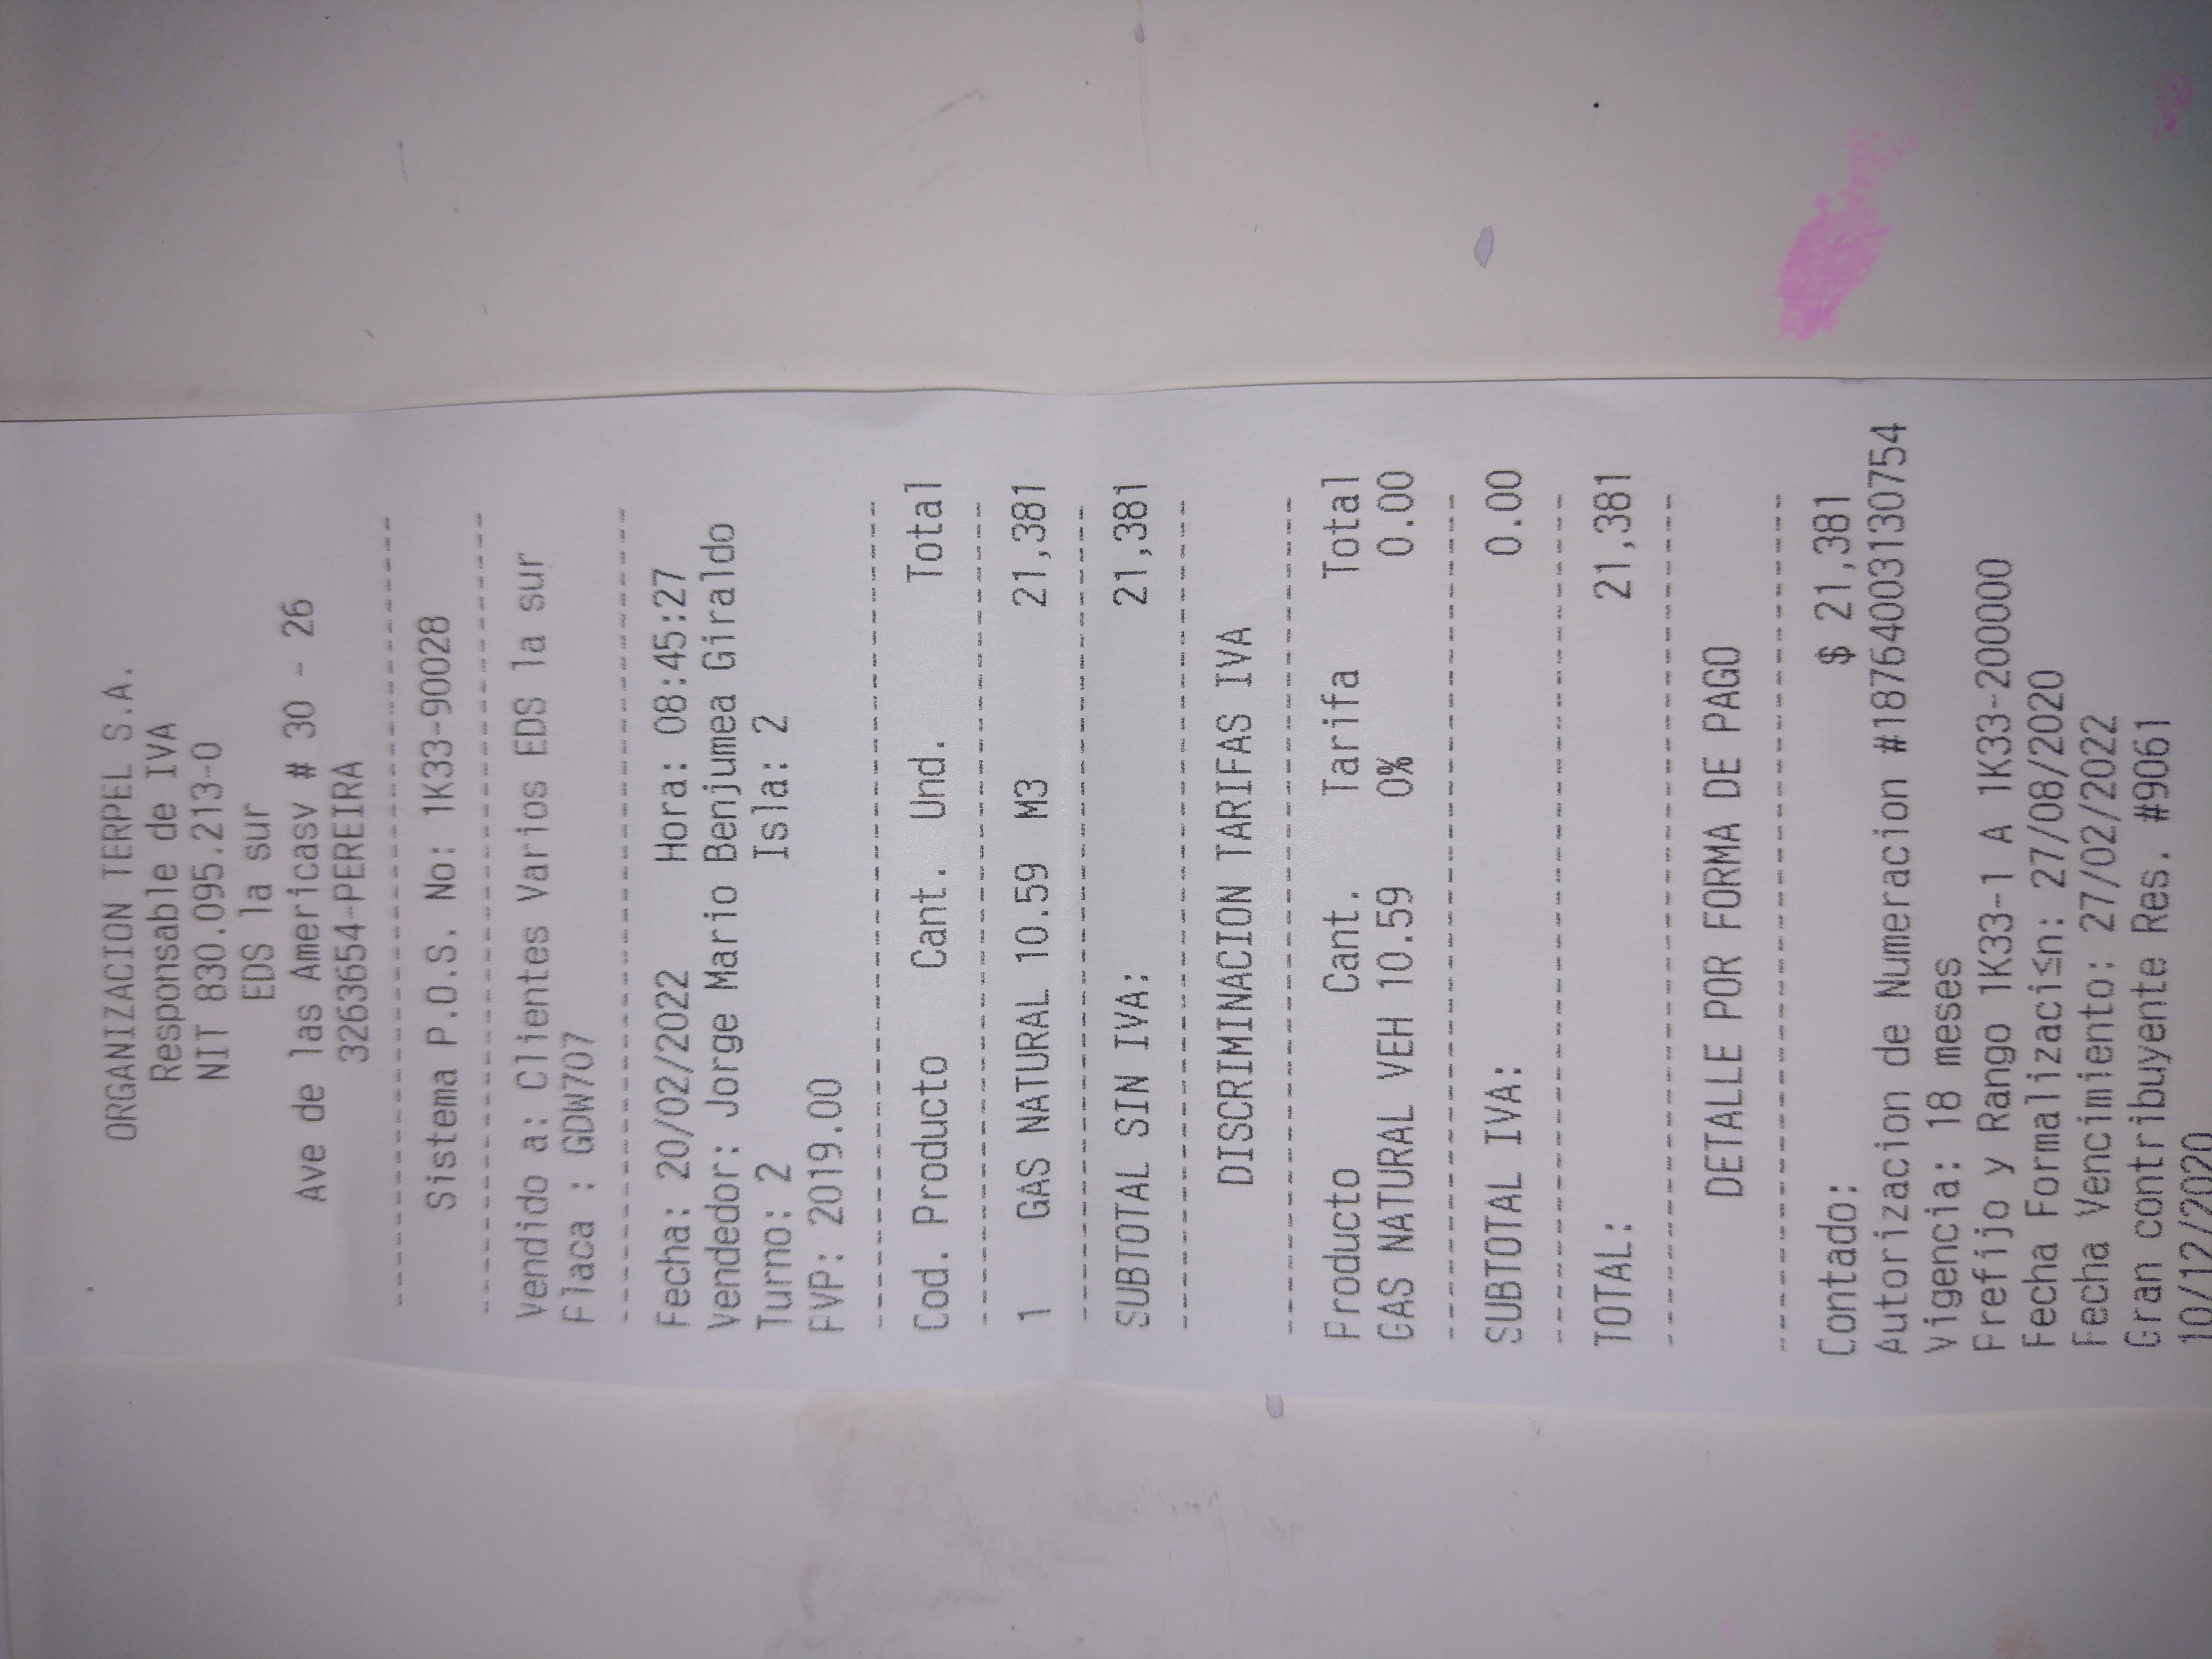 ORGANIZACION TERPEL S.A.
Responsable de IVA
NIT 830.095.213-0
EDS la sur
Ave de las Americasv # 30 - 26
3263654-PEREIRA
--------------------------------
Sistema P.O.S. No: 1K33-90028
--------------------------------
Vendido a: Clientes Varios EDS la sur
Placa : GDW707
--------------------------------
Fecha: 20/02/2022 Hora: 08:45:27
Vendedor: Jorge Mario Benjumea Giraldo
Turno: 2 Isla: 2
PVP: 2019.00
--------------------------------
Cod. Producto Cant. Und. Total
--------------------------------
1 GAS NATURAL 10.59 M3 21,381
--------------------------------
SUBTOTAL SIN IVA: 21,381
--------------------------------
DISCRIMINACION TARIFAS IVA
--------------------------------
Producto Cant. Tarifa Total
GAS NATURAL VEH 10.59 0% 0.00
--------------------------------
SUBTOTAL IVA: 0.00
--------------------------------
TOTAL: 21,381
--------------------------------
DETALLE POR FORMA DE PAGO
--------------------------------
Contado: $ 21,381
Autorizacion de Numeracion #18764003130754
Vigencia: 18 meses
Prefijo y Rango 1K33-1 A 1K33-200000
Fecha Formalizaci≤n: 27/08/2020
Fecha Vencimiento: 27/02/2022
Gran contribuyente Res. #9061
10/12/2020